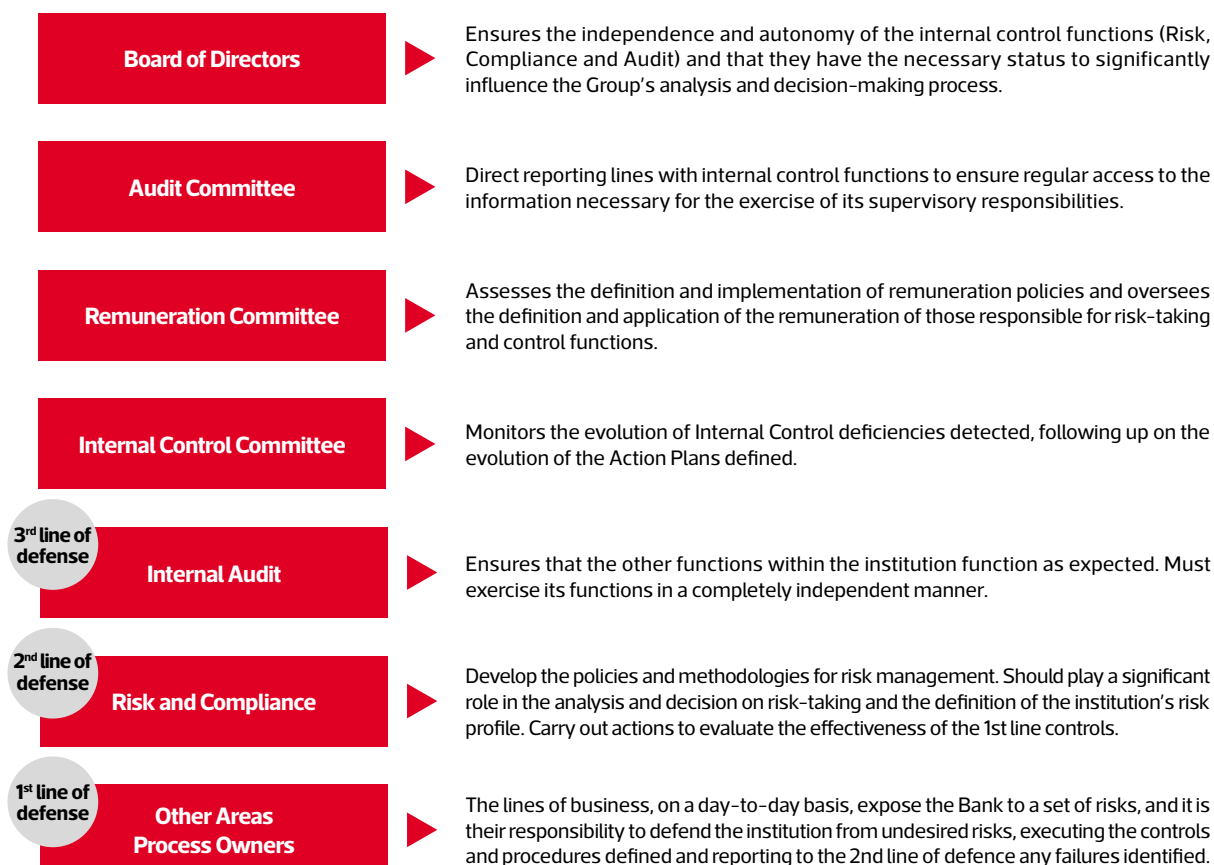 Board of Directors
Ensures the independence and autonomy of the internal control functions (Risk,
Compliance and Audit) and that they have the necessary status to significantly
influence the Group's analysis and decision-making process.
Audit Committee
Direct reporting lines with internal control functions to ensure regular access to the
information necessary for the exercise of its supervisory responsibilities.
Remuneration Committee
Assesses the definition and implementation of remuneration policies and oversees
the definition and application of the remuneration of those responsible for risk-taking
and control functions.
Internal Control Committee
Monitors the evolution of Internal Control deficiencies detected, following up on the
evolution of the Action Plans defined.
3rd line of
defense
Internal Audit
Ensures that the other functions within the institution function as expected. Must
exercise its functions in a completely independent manner.
2nd line of
defense
Risk and Compliance
Develop the policies and methodologies for risk management. Should play a significant
role in the analysis and decision on risk-taking and the definition of the institution's risk
profile. Carry out actions to evaluate the effectiveness of the 1st line controls.
1st line of
defense
Other Areas
Process Owners
The lines of business, on a day-to-day basis, expose the Bank to a set of risks, and it is
their responsibility to defend the institution from undesired risks, executing the controls
and procedures defined and reporting to the 2nd line of defence any failures identified.